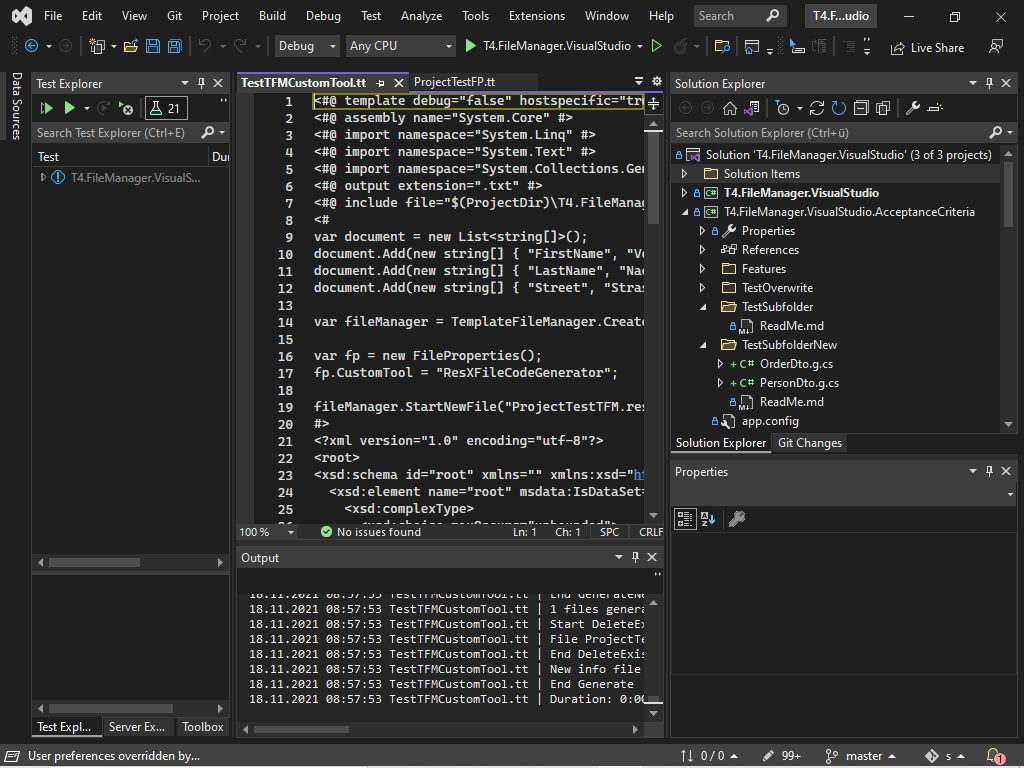 File Edit View Git Project Build Debug Test Analyze Tools Extensions Window Help Search T4.F...udio
Debug Any CPU T4.FileManager.VisualStudio Live Share
Data Sources
Test Explorer
21
Search Test Explorer (Ctrl+E)
Test Du
T4.FileManager.VisualS...
Test Expl... Server Ex... Toolbox
TestTFMCustomTool.tt ProjectTestFP.tt
1 <#@ template debug="false" hostspecific="tr
2 <#@ assembly name="System.Core" #>
3 <#@ import namespace="System.Linq" #>
4 <#@ import namespace="System.Text" #>
5 <#@ import namespace="System.Collections.Ge
6 <#@ output extension=".txt" #>
7 <#@ include file="$(ProjectDir)\T4.FileManag
8 <#
9 var document = new List<string[]>();
10 document.Add(new string[] { "FirstName", "Vo
11 document.Add(new string[] { "LastName", "Na
12 document.Add(new string[] { "Street", "Stras
13
14 var fileManager = TemplateFileManager.Create
15
16 var fp = new FileProperties();
17 fp.CustomTool = "ResXFileCodeGenerator";
18
19 fileManager.StartNewFile("ProjectTestTFM.res
20 #>
21 <?xml version="1.0" encoding="utf-8"?>
22 <root>
23 <xsd:schema id="root" xmlns="" xmlns:xsd="ht
24 <xsd:element name="root" msdata:IsDataSet=
25 <xsd:complexType>
100 % No issues found Ln: 1 Ch: 1 SPC CRLF
Output
18.11.2021 08:57:53 TestTFMCustomTool.tt | End GenerateN
18.11.2021 08:57:53 TestTFMCustomTool.tt | 1 files genera
18.11.2021 08:57:53 TestTFMCustomTool.tt | Start DeleteEx
18.11.2021 08:57:53 TestTFMCustomTool.tt | File ProjectTe
18.11.2021 08:57:53 TestTFMCustomTool.tt | End DeleteExis
18.11.2021 08:57:53 TestTFMCustomTool.tt | New info file
18.11.2021 08:57:53 TestTFMCustomTool.tt | End Generate
18.11.2021 08:57:53 TestTFMCustomTool.tt | Duration: 0:00
Solution Explorer
Search Solution Explorer (Ctrl+ü)
Solution 'T4.FileManager.VisualStudio' (3 of 3 projects)
Solution Items
C# T4.FileManager.VisualStudio
C# T4.FileManager.VisualStudio.AcceptanceCriteria
Properties
References
Features
TestOverwrite
TestSubfolder
ReadMe.md
TestSubfolderNew
+ C# OrderDto.g.cs
+ C# PersonDto.g.cs
ReadMe.md
app.config
Solution Explorer Git Changes
Properties
User preferences overridden by... 0 / 0 99+ master s 1